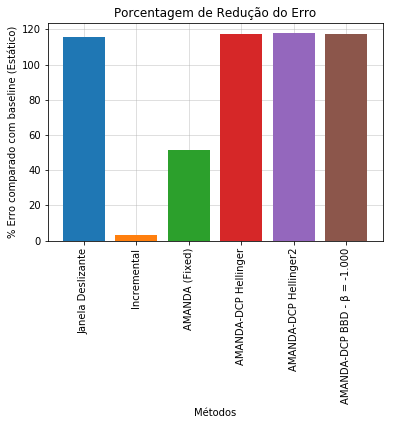 Porcentagem de Redução do Erro
% Erro comparado com baseline (Estático)
120
100
80
60
40
20
0
Janela Deslizante
Incremental
AMANDA (Fixed)
AMANDA-DCP Hellinger
AMANDA-DCP Hellinger2
AMANDA-DCP BBD - β = -1.000
Métodos